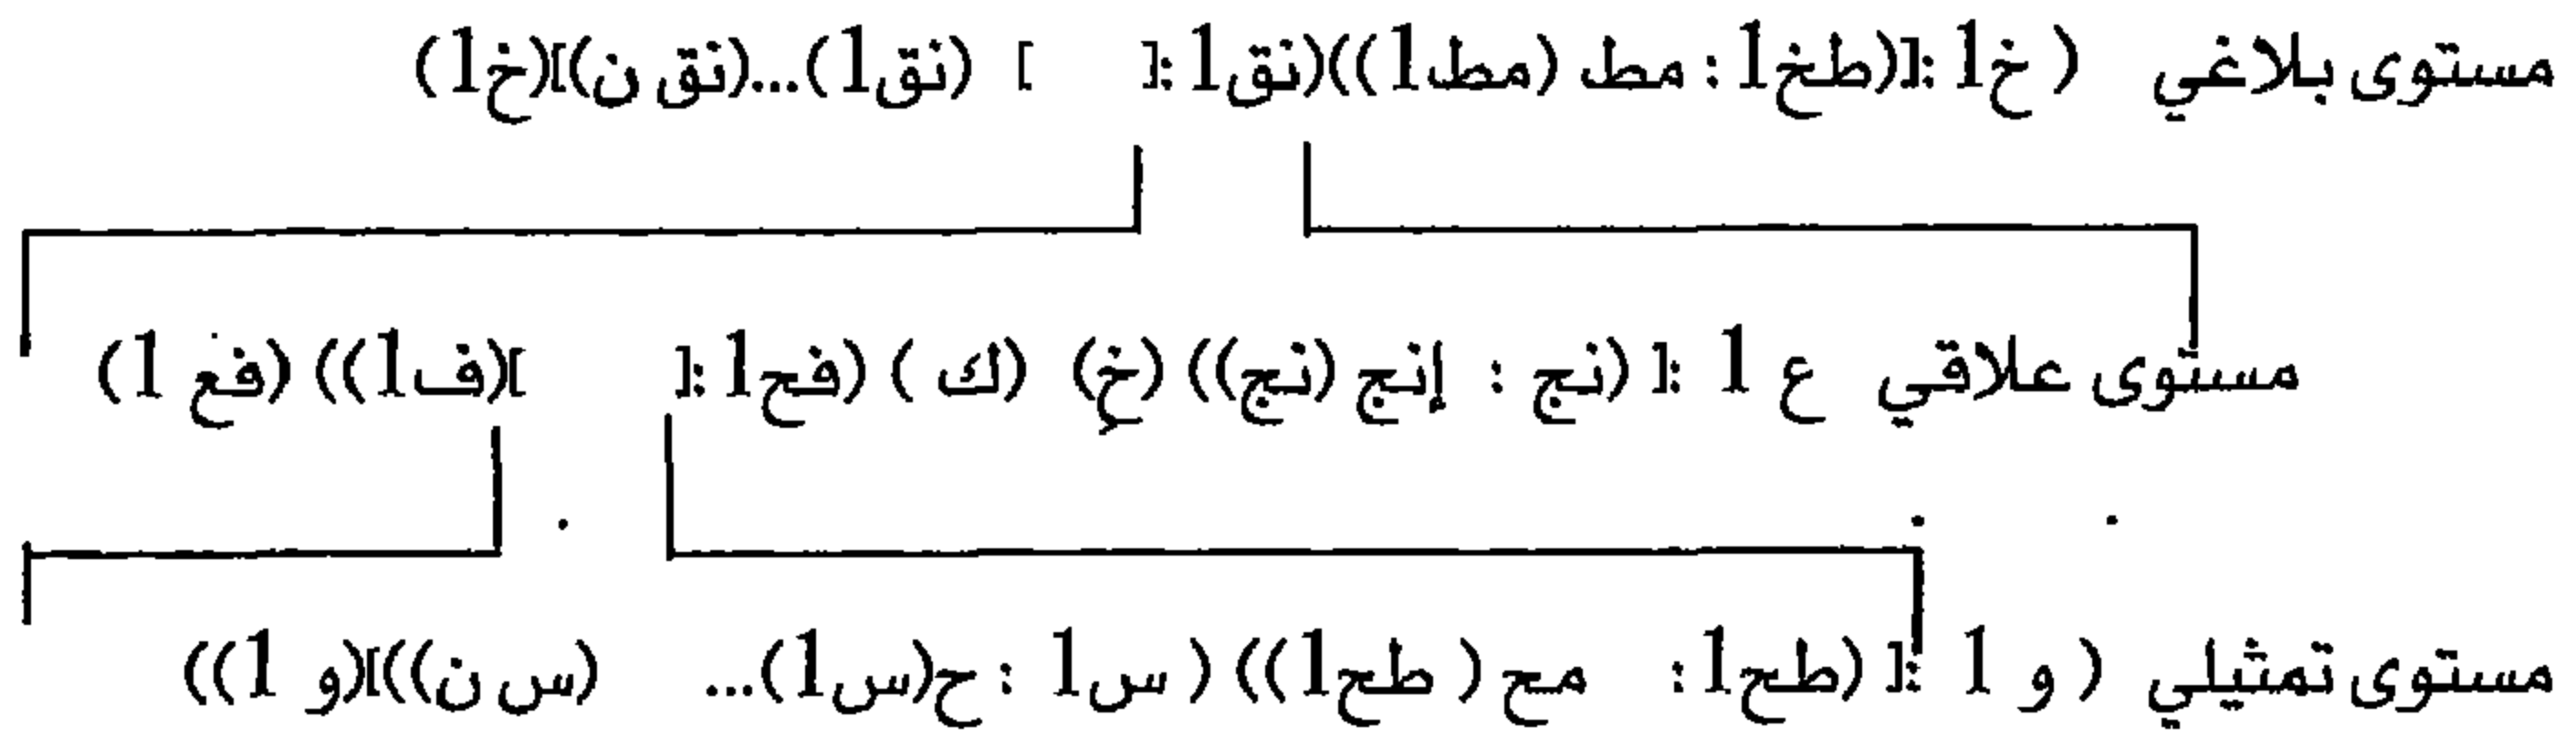 مستوى بلاغي ( خ1 :[(طخ1 : مط (مط1))(نق1 :[ ] (نق1)...(نق ن)](خ1)
مستوى علاقي ع 1 :[ (نج : إنج (نج)) (خ) (ك ) (فح1 :[ ](ف1)) (فع 1)
مستوى تمثيلي ( و 1 :[ (طح1: مح ( طح1)) ( س1 : ح(س1)... (س ن))](و 1))